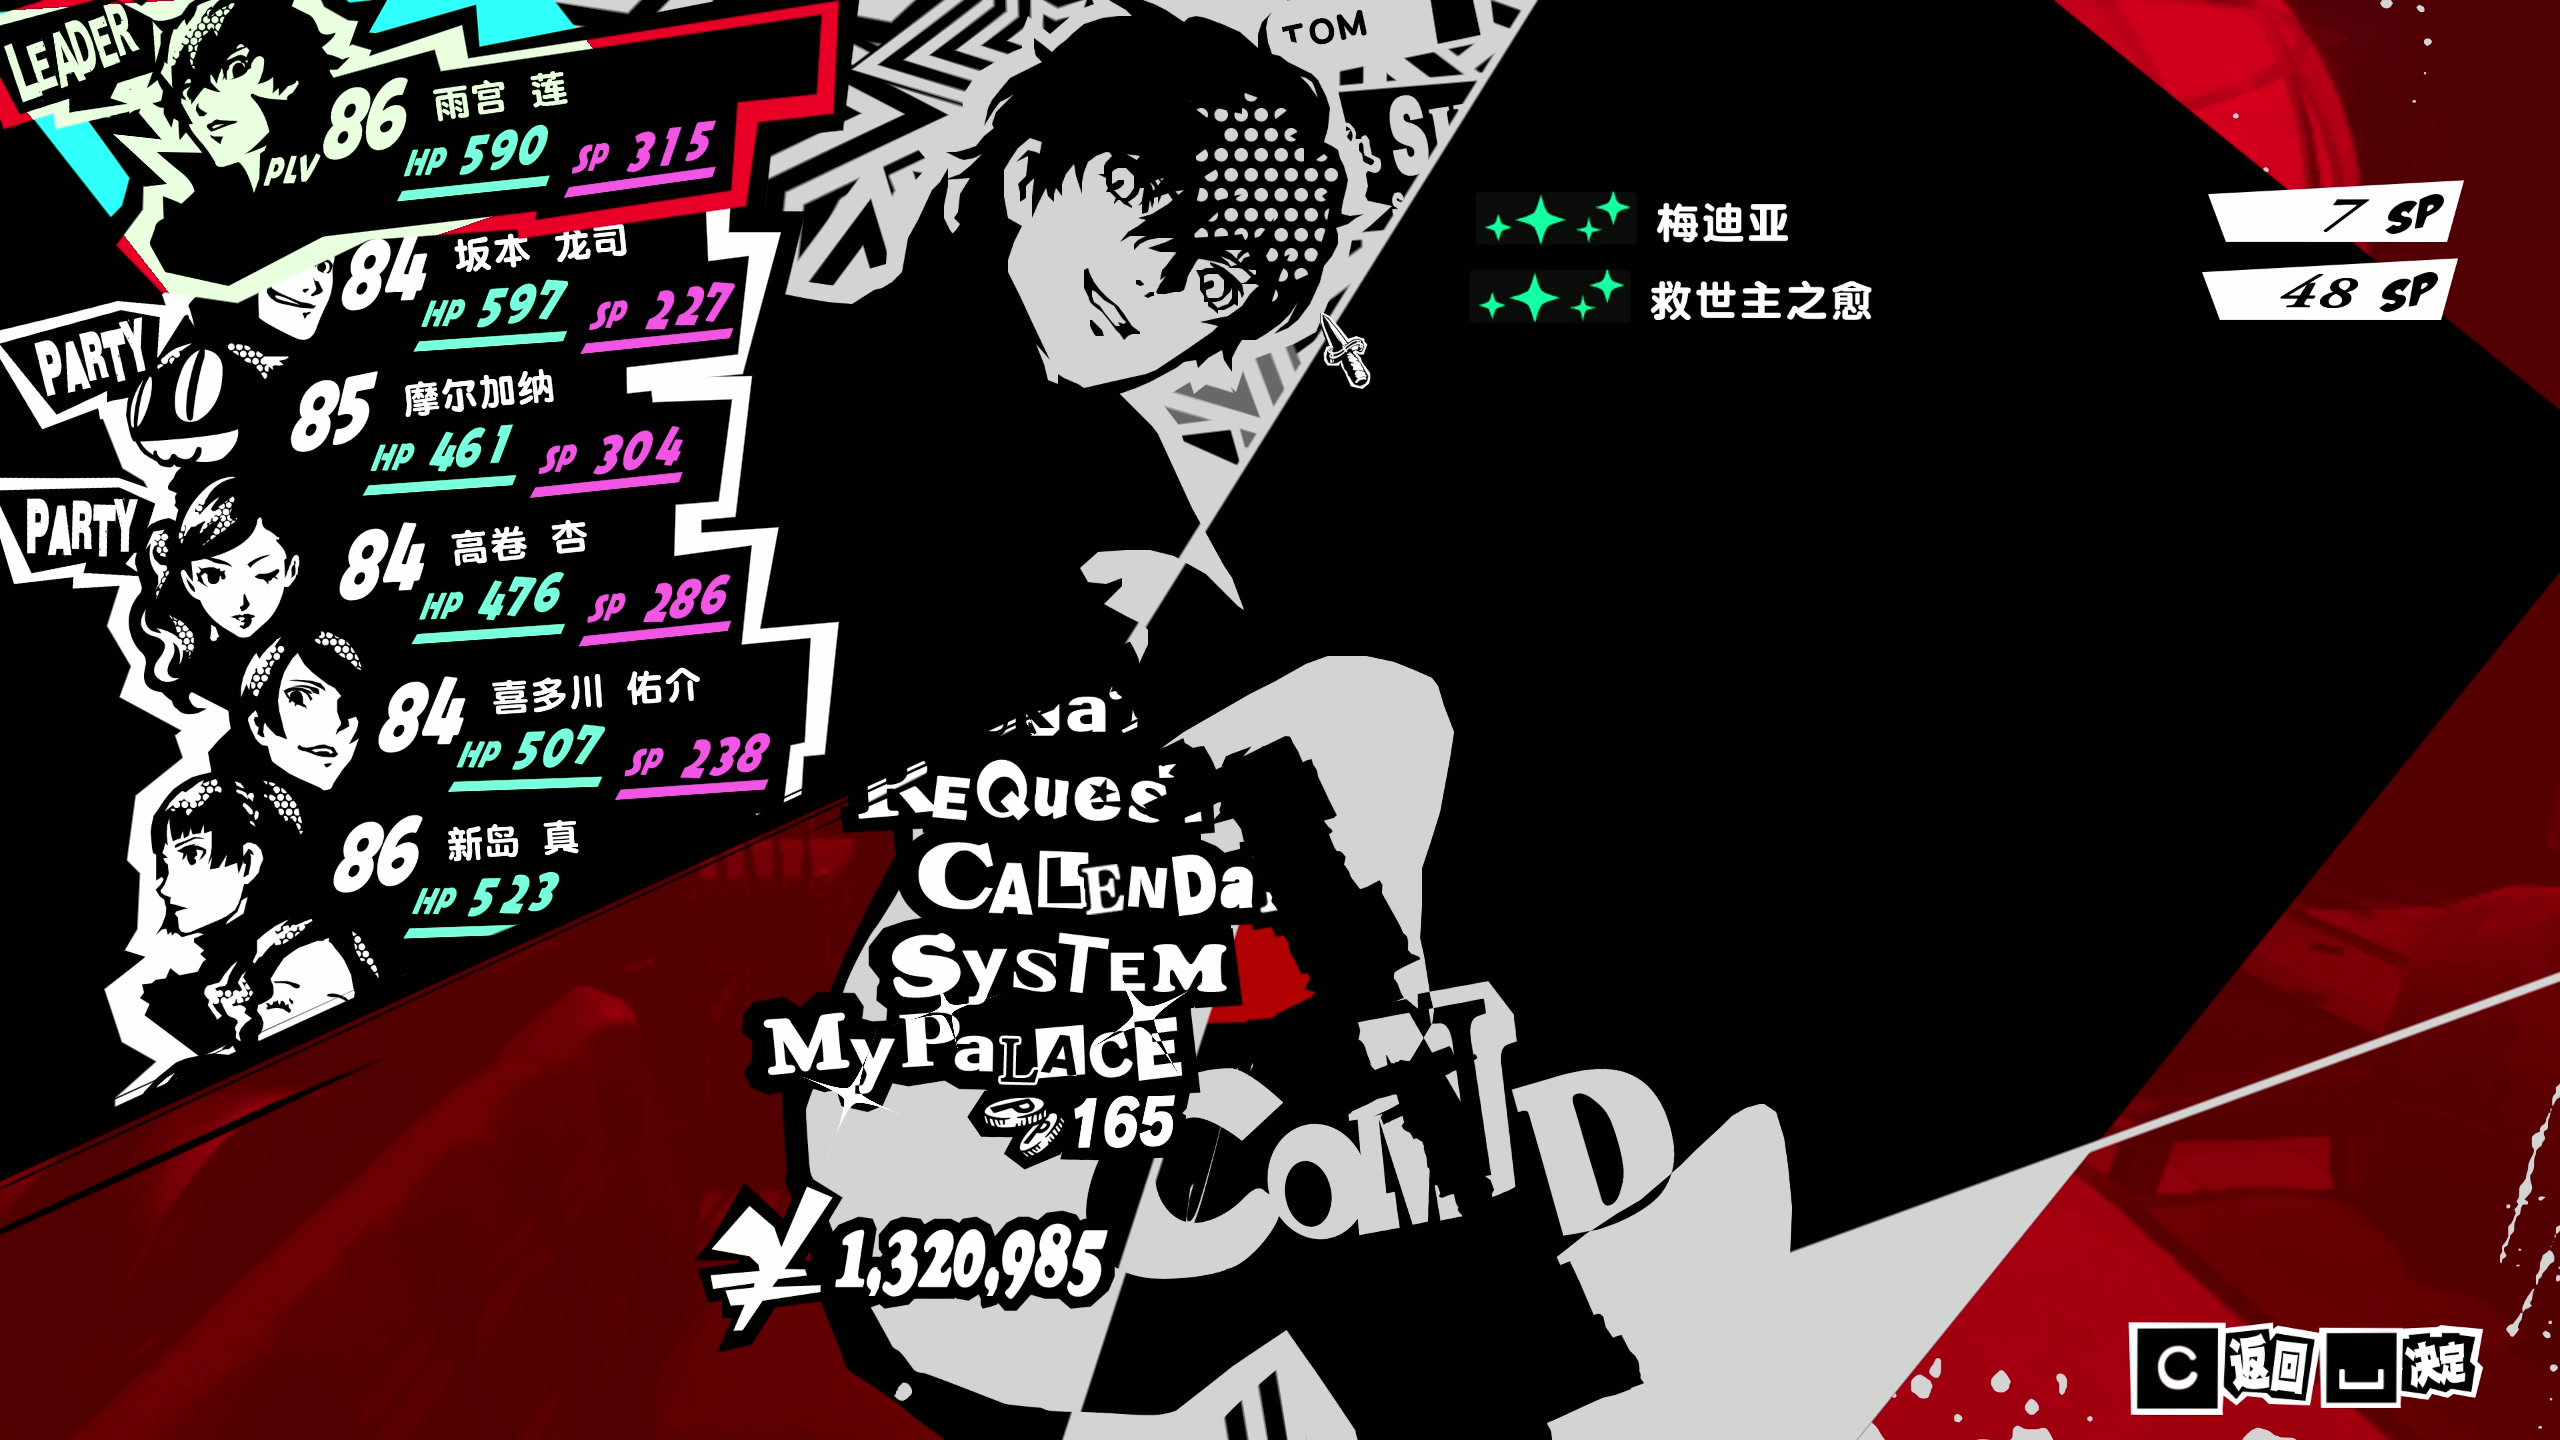 LEADER
PLV 86 雨宫 莲
HP 590 SP 315
84 坂本 龙司
HP 597 SP 227
PARTY
85 摩尔加纳
HP 461 SP 304
PARTY
84 高卷 杏
HP 476 SP 286
84 喜多川 佑介
HP 507 SP 238
86 新岛 真
HP 523
TOM
梅迪亚 7 SP
救世主之愈 48 SP
REQuesT
CALENDaR
SysTEM
MyPaLACE
165
¥1,320,985
C 返回 决定